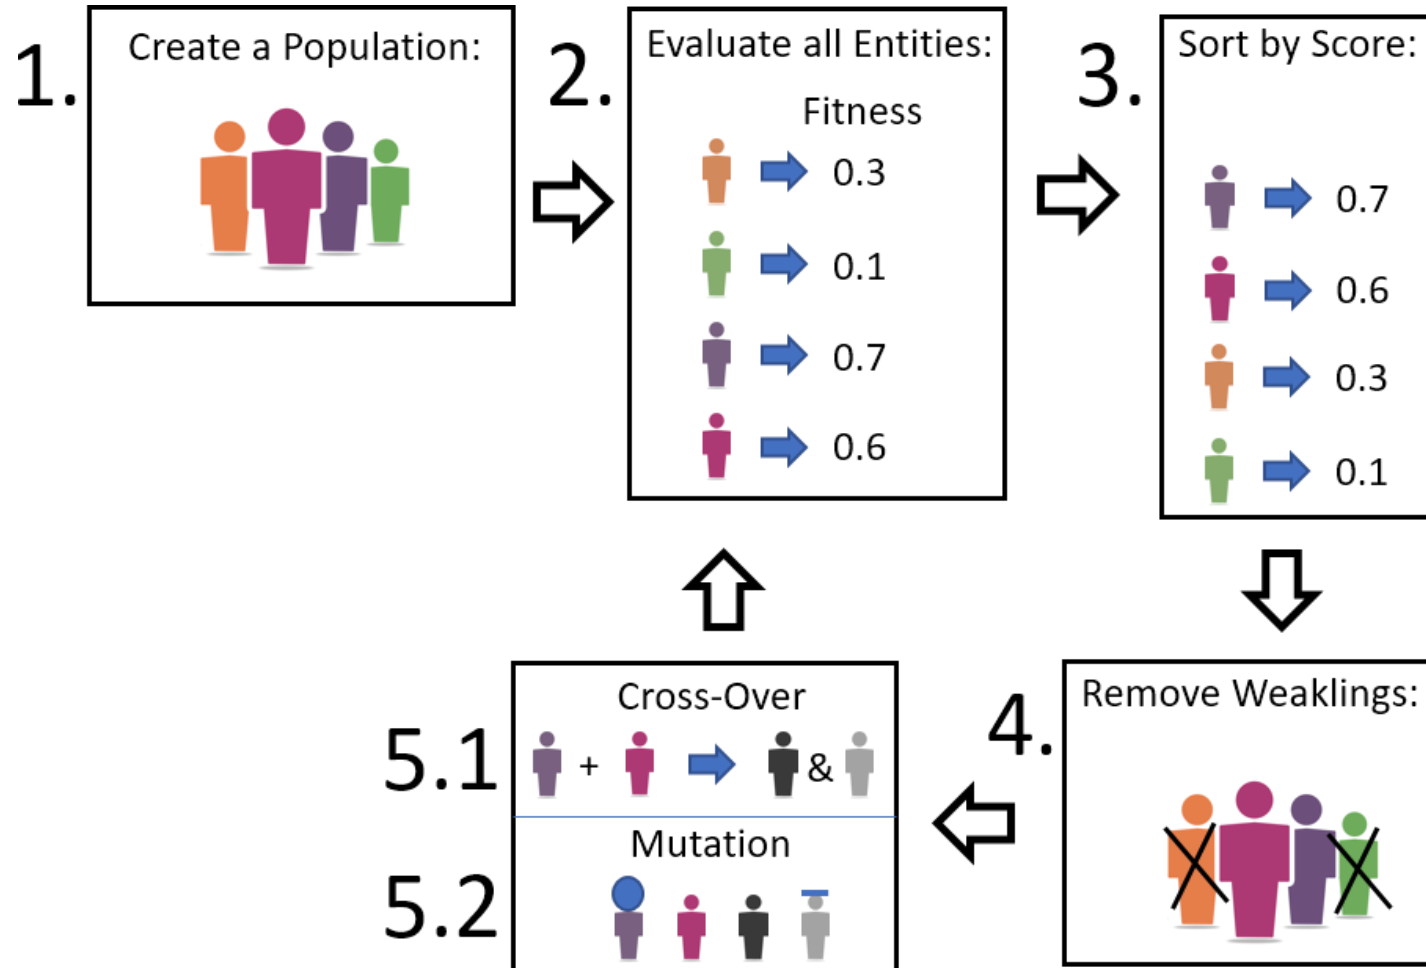 1.
Create a Population:
2.
Evaluate all Entities:
Fitness
0.3
0.1
0.7
0.6
3.
Sort by Score:
0.7
0.6
0.3
0.1
4.
Remove Weaklings:
5.1
Cross-Over
+ &
5.2
Mutation